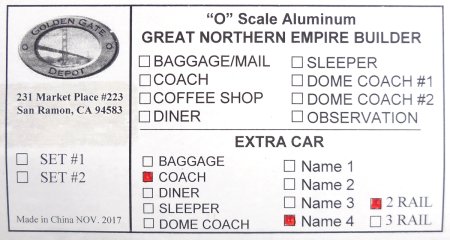 GOLDEN GATE
DEPOT
231 Market Place #223
San Ramon, CA 94583
SET #1
SET #2
Made in China NOV. 2017
"O" Scale Aluminum
GREAT NORTHERN EMPIRE BUILDER
BAGGAGE/MAIL
COACH
COFFEE SHOP
DINER
SLEEPER
DOME COACH #1
DOME COACH #2
OBSERVATION
EXTRA CAR
BAGGAGE
COACH
DINER
SLEEPER
DOME COACH
Name 1
Name 2
Name 3
Name 4
2 RAIL
3 RAIL